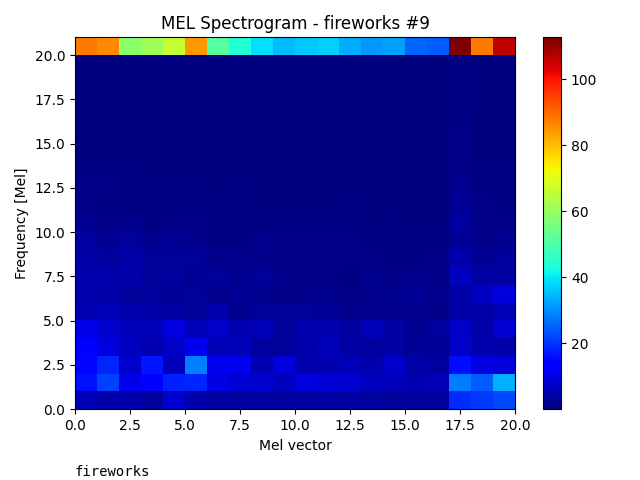 MEL Spectrogram - fireworks #9
20.0
17.5
15.0
12.5
10.0
7.5
5.0
2.5
0.0
Frequency [Mel]
0.0 2.5 5.0 7.5 10.0 12.5 15.0 17.5 20.0
Mel vector
100
80
60
40
20
fireworks